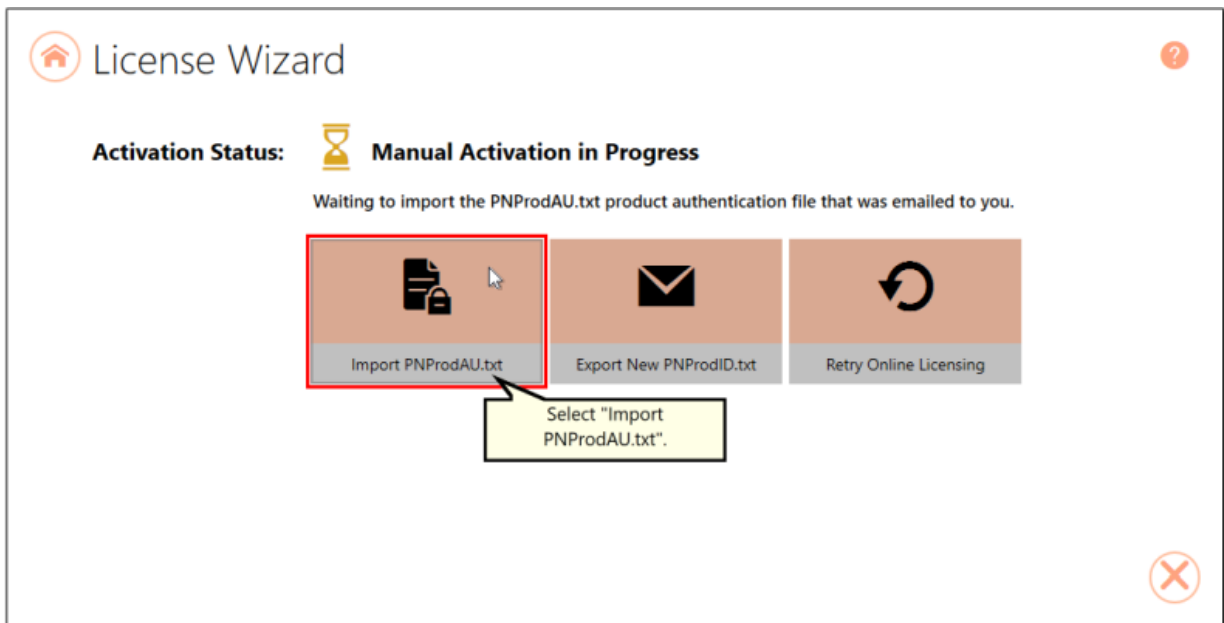 License Wizard
?
Activation Status:
Manual Activation in Progress
Waiting to import the PNProdAU.txt product authentication file that was emailed to you.
Import PNProdAU.txt
Export New PNProdID.txt
Retry Online Licensing
Select "Import
PNProdAU.txt".